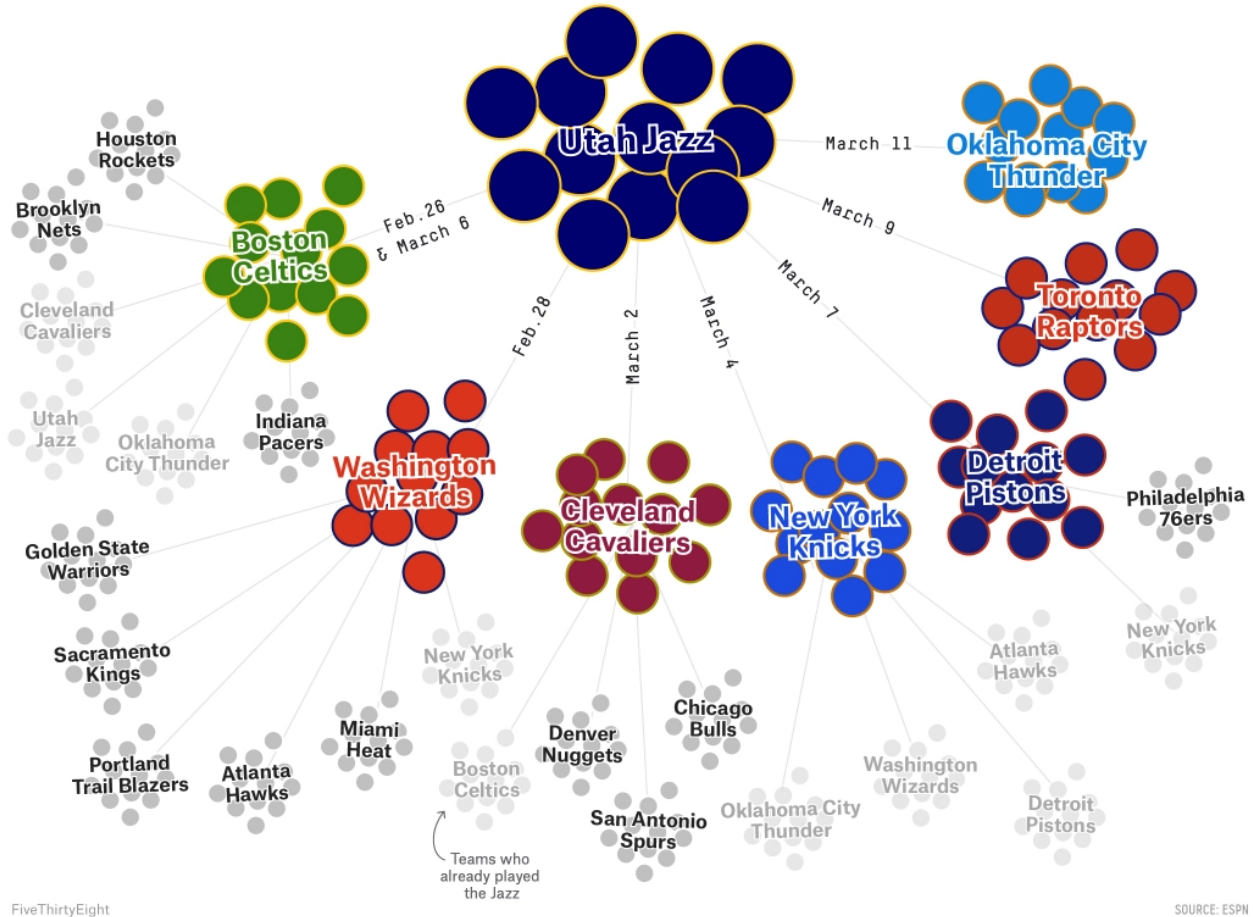 Utah Jazz
March 11
Oklahoma City
Thunder
Houston
Rockets
Brooklyn
Nets
Boston
Celtics
Feb.26
& March 6
March 9
Cleveland
Cavaliers
Feb.28
March 2
March 4
March 7
Toronto
Raptors
Utah
Jazz
Oklahoma
City Thunder
Indiana
Pacers
Washington
Wizards
Cleveland
Cavaliers
New York
Knicks
Detroit
Pistons
Philadelphia
76ers
Golden State
Warriors
Sacramento
Kings
New York
Knicks
Atlanta
Hawks
New York
Knicks
Portland
Trail Blazers
Atlanta
Hawks
Miami
Heat
Boston
Celtics
Denver
Nuggets
Chicago
Bulls
San Antonio
Spurs
Oklahoma City
Thunder
Washington
Wizards
Detroit
Pistons
Teams who
already played
the Jazz
FiveThirtyEight
SOURCE: ESPN